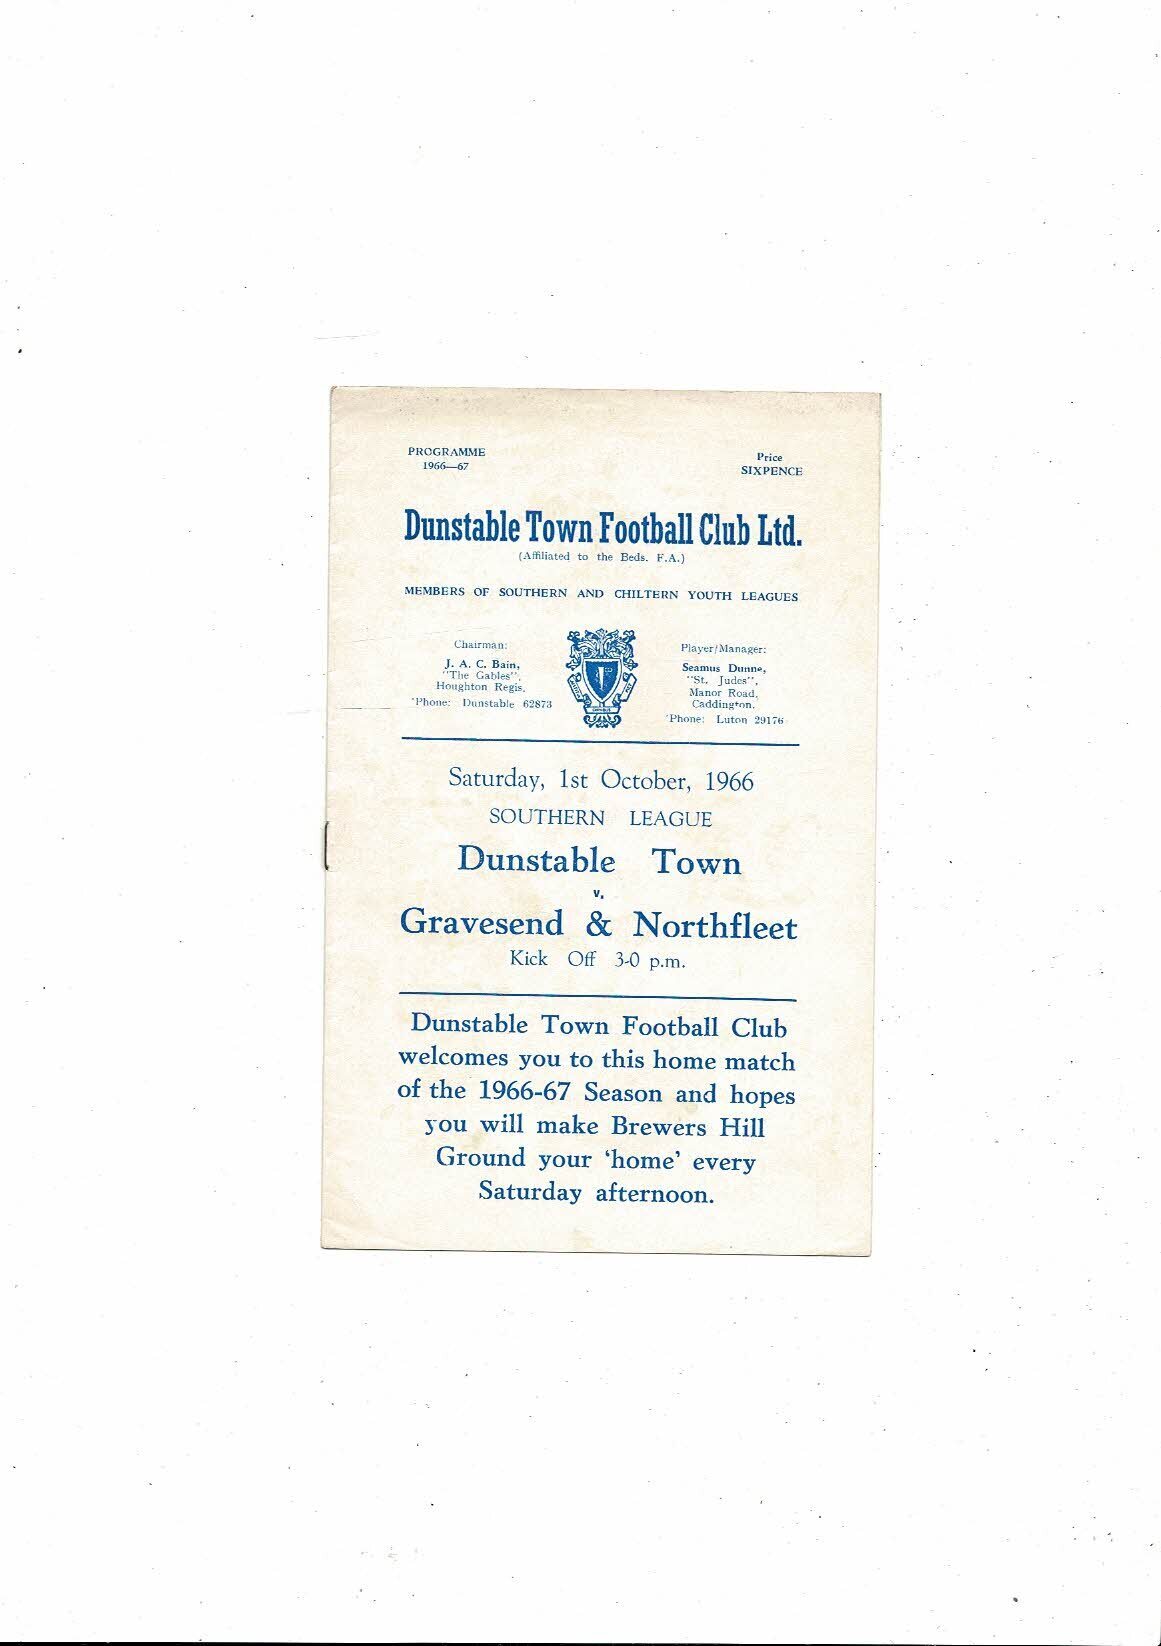 PROGRAMME
1966—67
Price
SIXPENCE
Dunstable Town Football Club Ltd.
(Affiliated to the Beds. F.A.)
MEMBERS OF SOUTHERN AND CHILTERN YOUTH LEAGUES
Chairman:
J. A. C. Bain,
"The Gables",
Houghton Regis.
'Phone: Dunstable 62873
Player/Manager:
Seamus Dunne,
"St. Judes",
Manor Road,
Caddington.
'Phone: Luton 29176
Saturday, 1st October, 1966
SOUTHERN LEAGUE
Dunstable Town
v.
Gravesend & Northfleet
Kick Off 3-0 p.m.
Dunstable Town Football Club
welcomes you to this home match
of the 1966-67 Season and hopes
you will make Brewers Hill
Ground your 'home' every
Saturday afternoon.